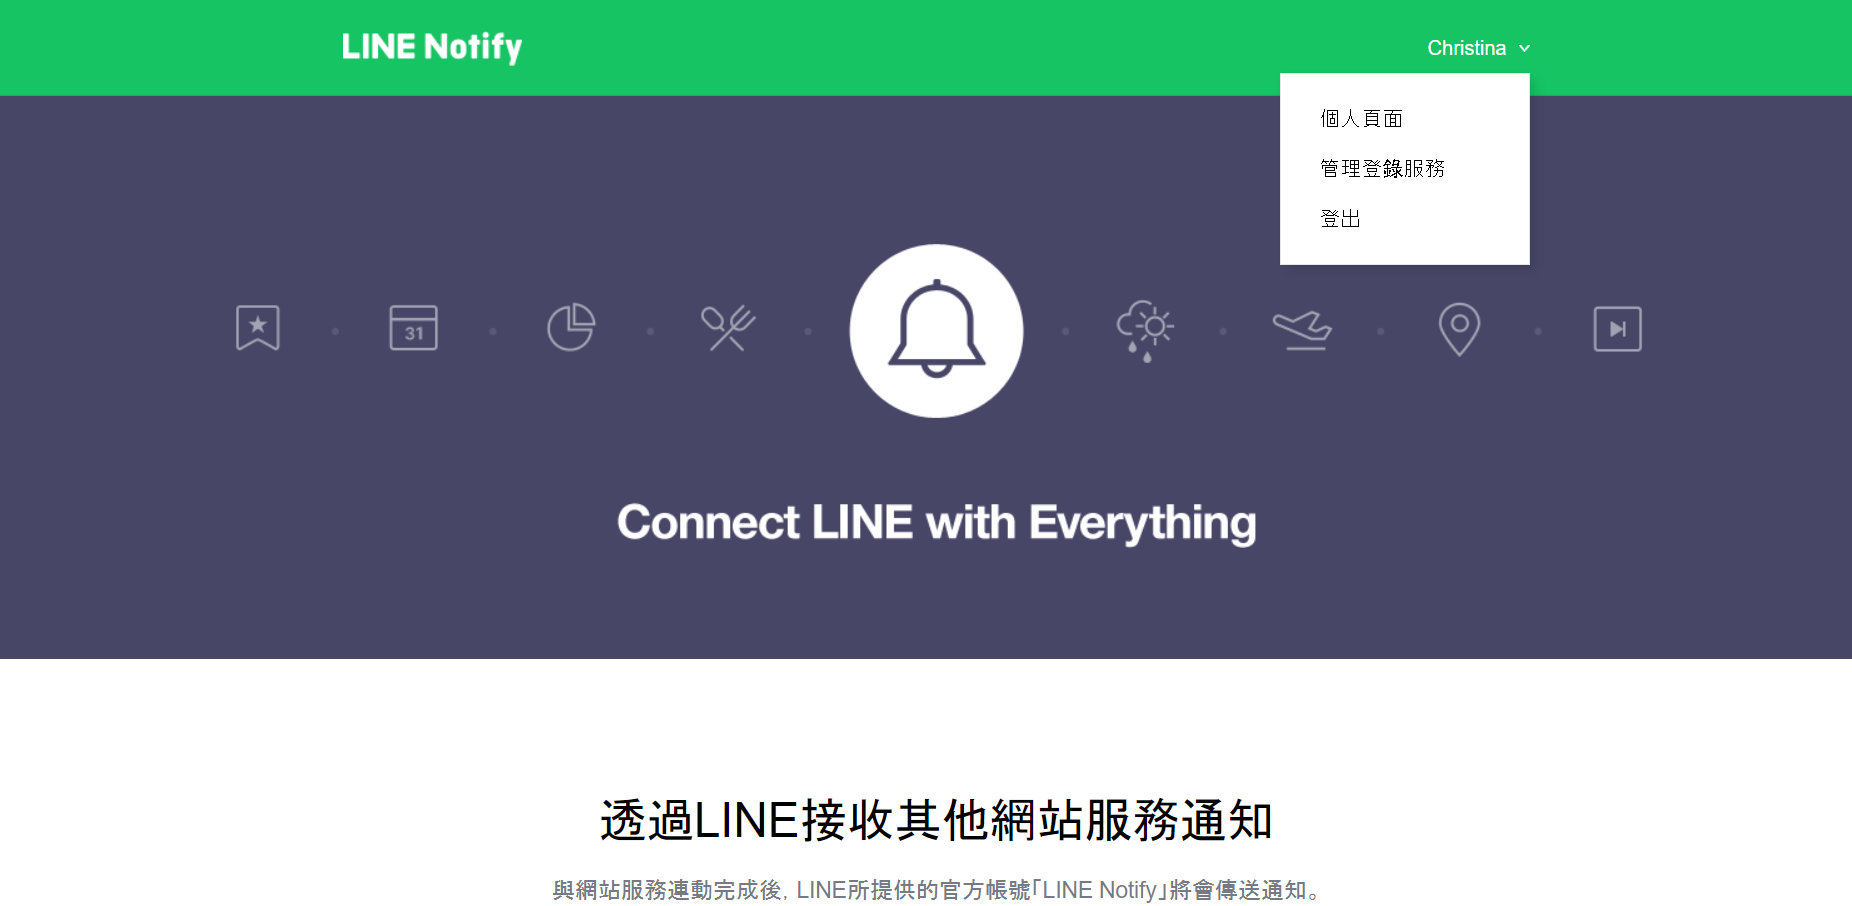 LINE Notify
Christina
個人頁面
管理登錄服務
登出
31
Connect LINE with Everything
透過LINE接收其他網站服務通知
與網站服務連動完成後, LINE所提供的官方帳號｢LINE Notify｣將會傳送通知。